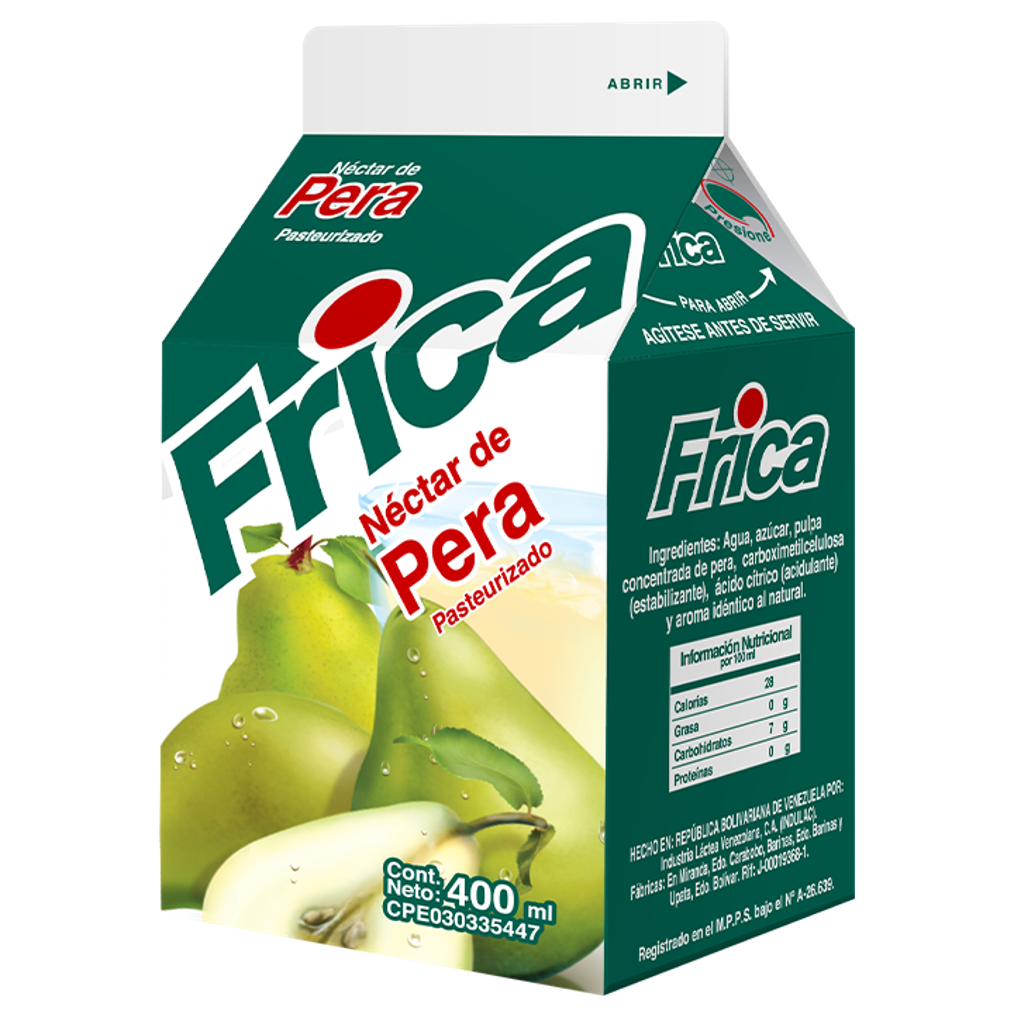 ABRIR
Néctar de
Pera
Pasteurizado
Frica
Néctar de
Pera
Pasteurizado
Cont.
Neto: 400 ml
CPE030335447
Presione
PARA ABRIR
AGÍTESE ANTES DE SERVIR
Frica
Ingredientes: Agua, azúcar, pulpa
concentrada de pera, carboximetilcelulosa
(estabilizante), ácido cítrico (acidulante)
y aroma idéntico al natural.
Información Nutricional
por 100 ml
Calorías 28
Grasa 0 g
Carbohidratos 7 g
Proteínas 0 g
HECHO EN: REPÚBLICA BOLIVARIANA DE VENEZUELA POR:
Industria Láctea Venezolana, C.A. (INDULAC).
Fábricas: En Miranda, Edo. Carabobo, Barinas, Edo. Barinas y
Upata, Edo. Bolívar. Rif: J-00019368-1.
Registrado en el M.P.P.S. bajo el Nº A-26.639.